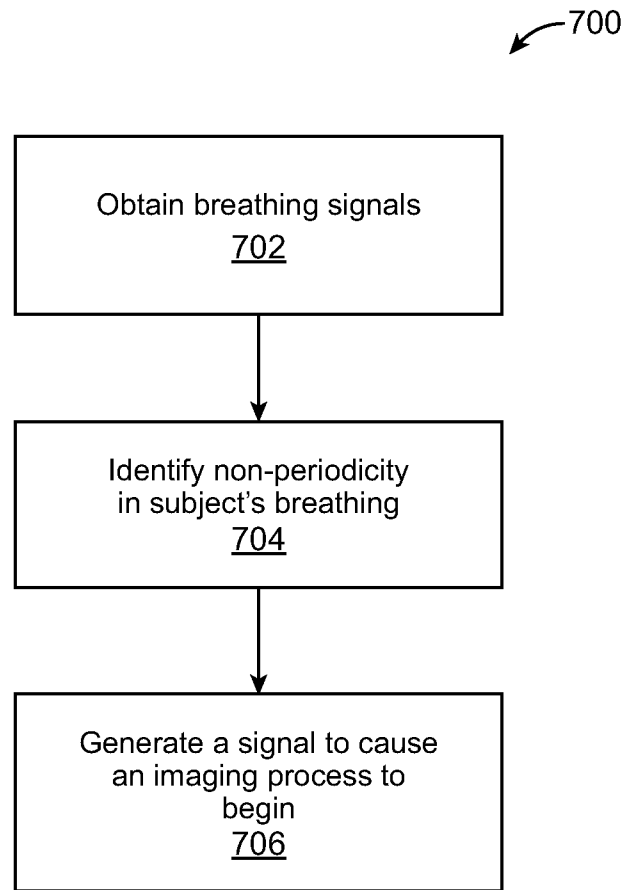 700
Obtain breathing signals
702
Identify non-periodicity
in subject's breathing
704
Generate a signal to cause
an imaging process to
begin
706